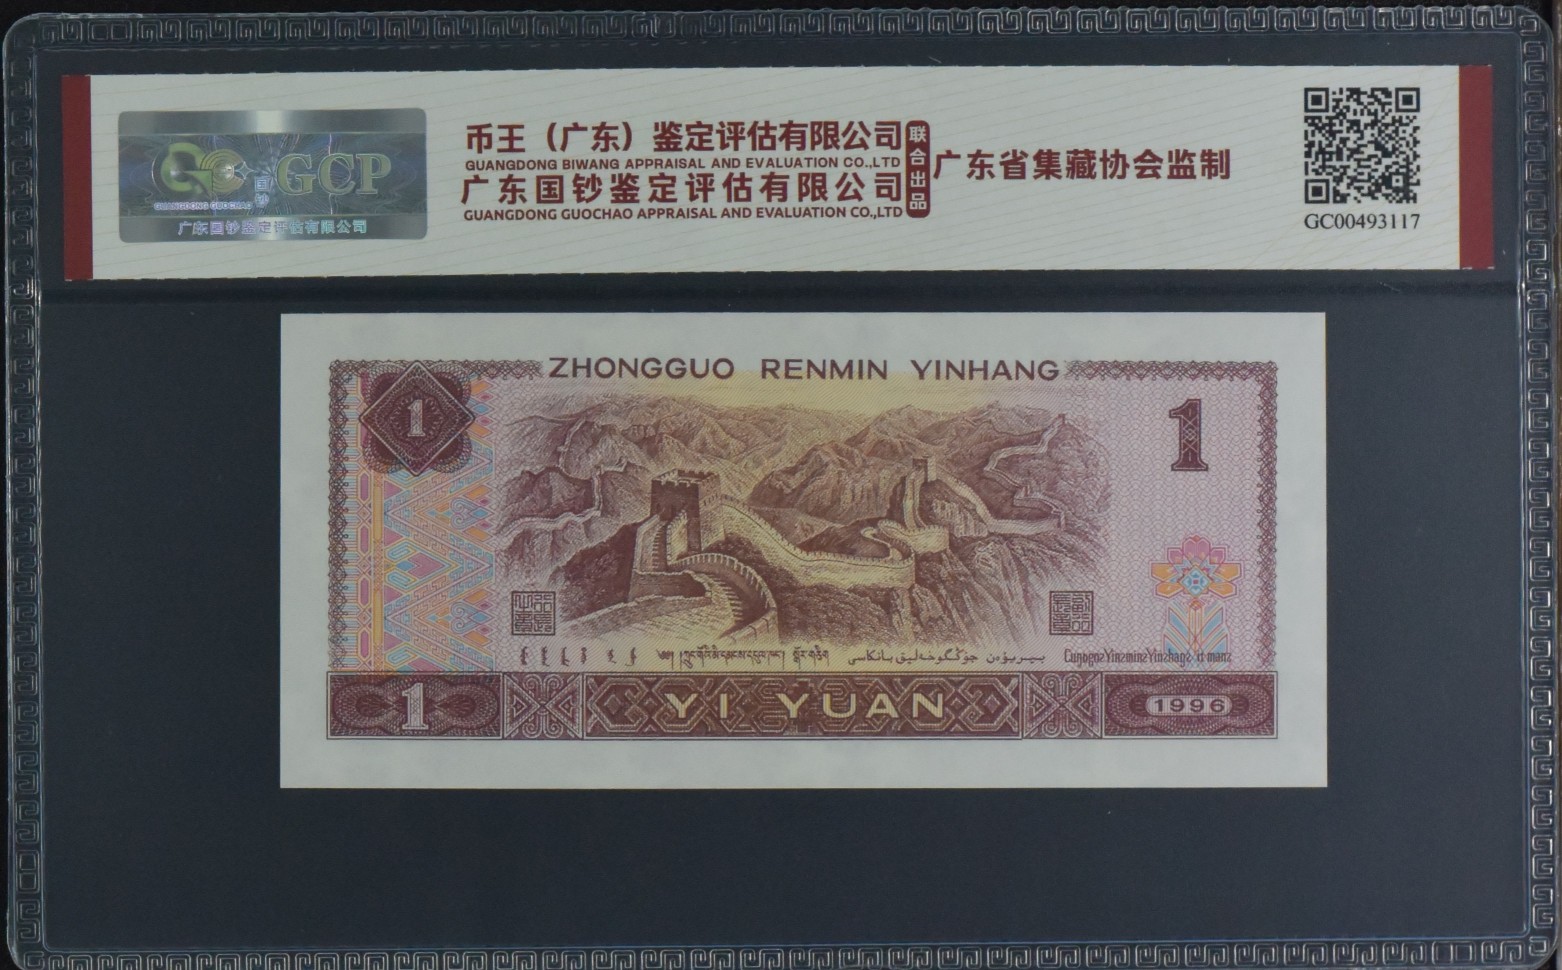 GCP
国钞
GUANGDONG GUOCHAO
广东国钞鉴定评估有限公司
币王（广东）鉴定评估有限公司
GUANGDONG BIWANG APPRAISAL AND EVALUATION CO.,LTD
广东国钞鉴定评估有限公司
GUANGDONG GUOCHAO APPRAISAL AND EVALUATION CO.,LTD
联合出品
广东省集藏协会监制
GC00493117
ZHONGGUO RENMIN YINHANG
1
1
1
YI YUAN
1996